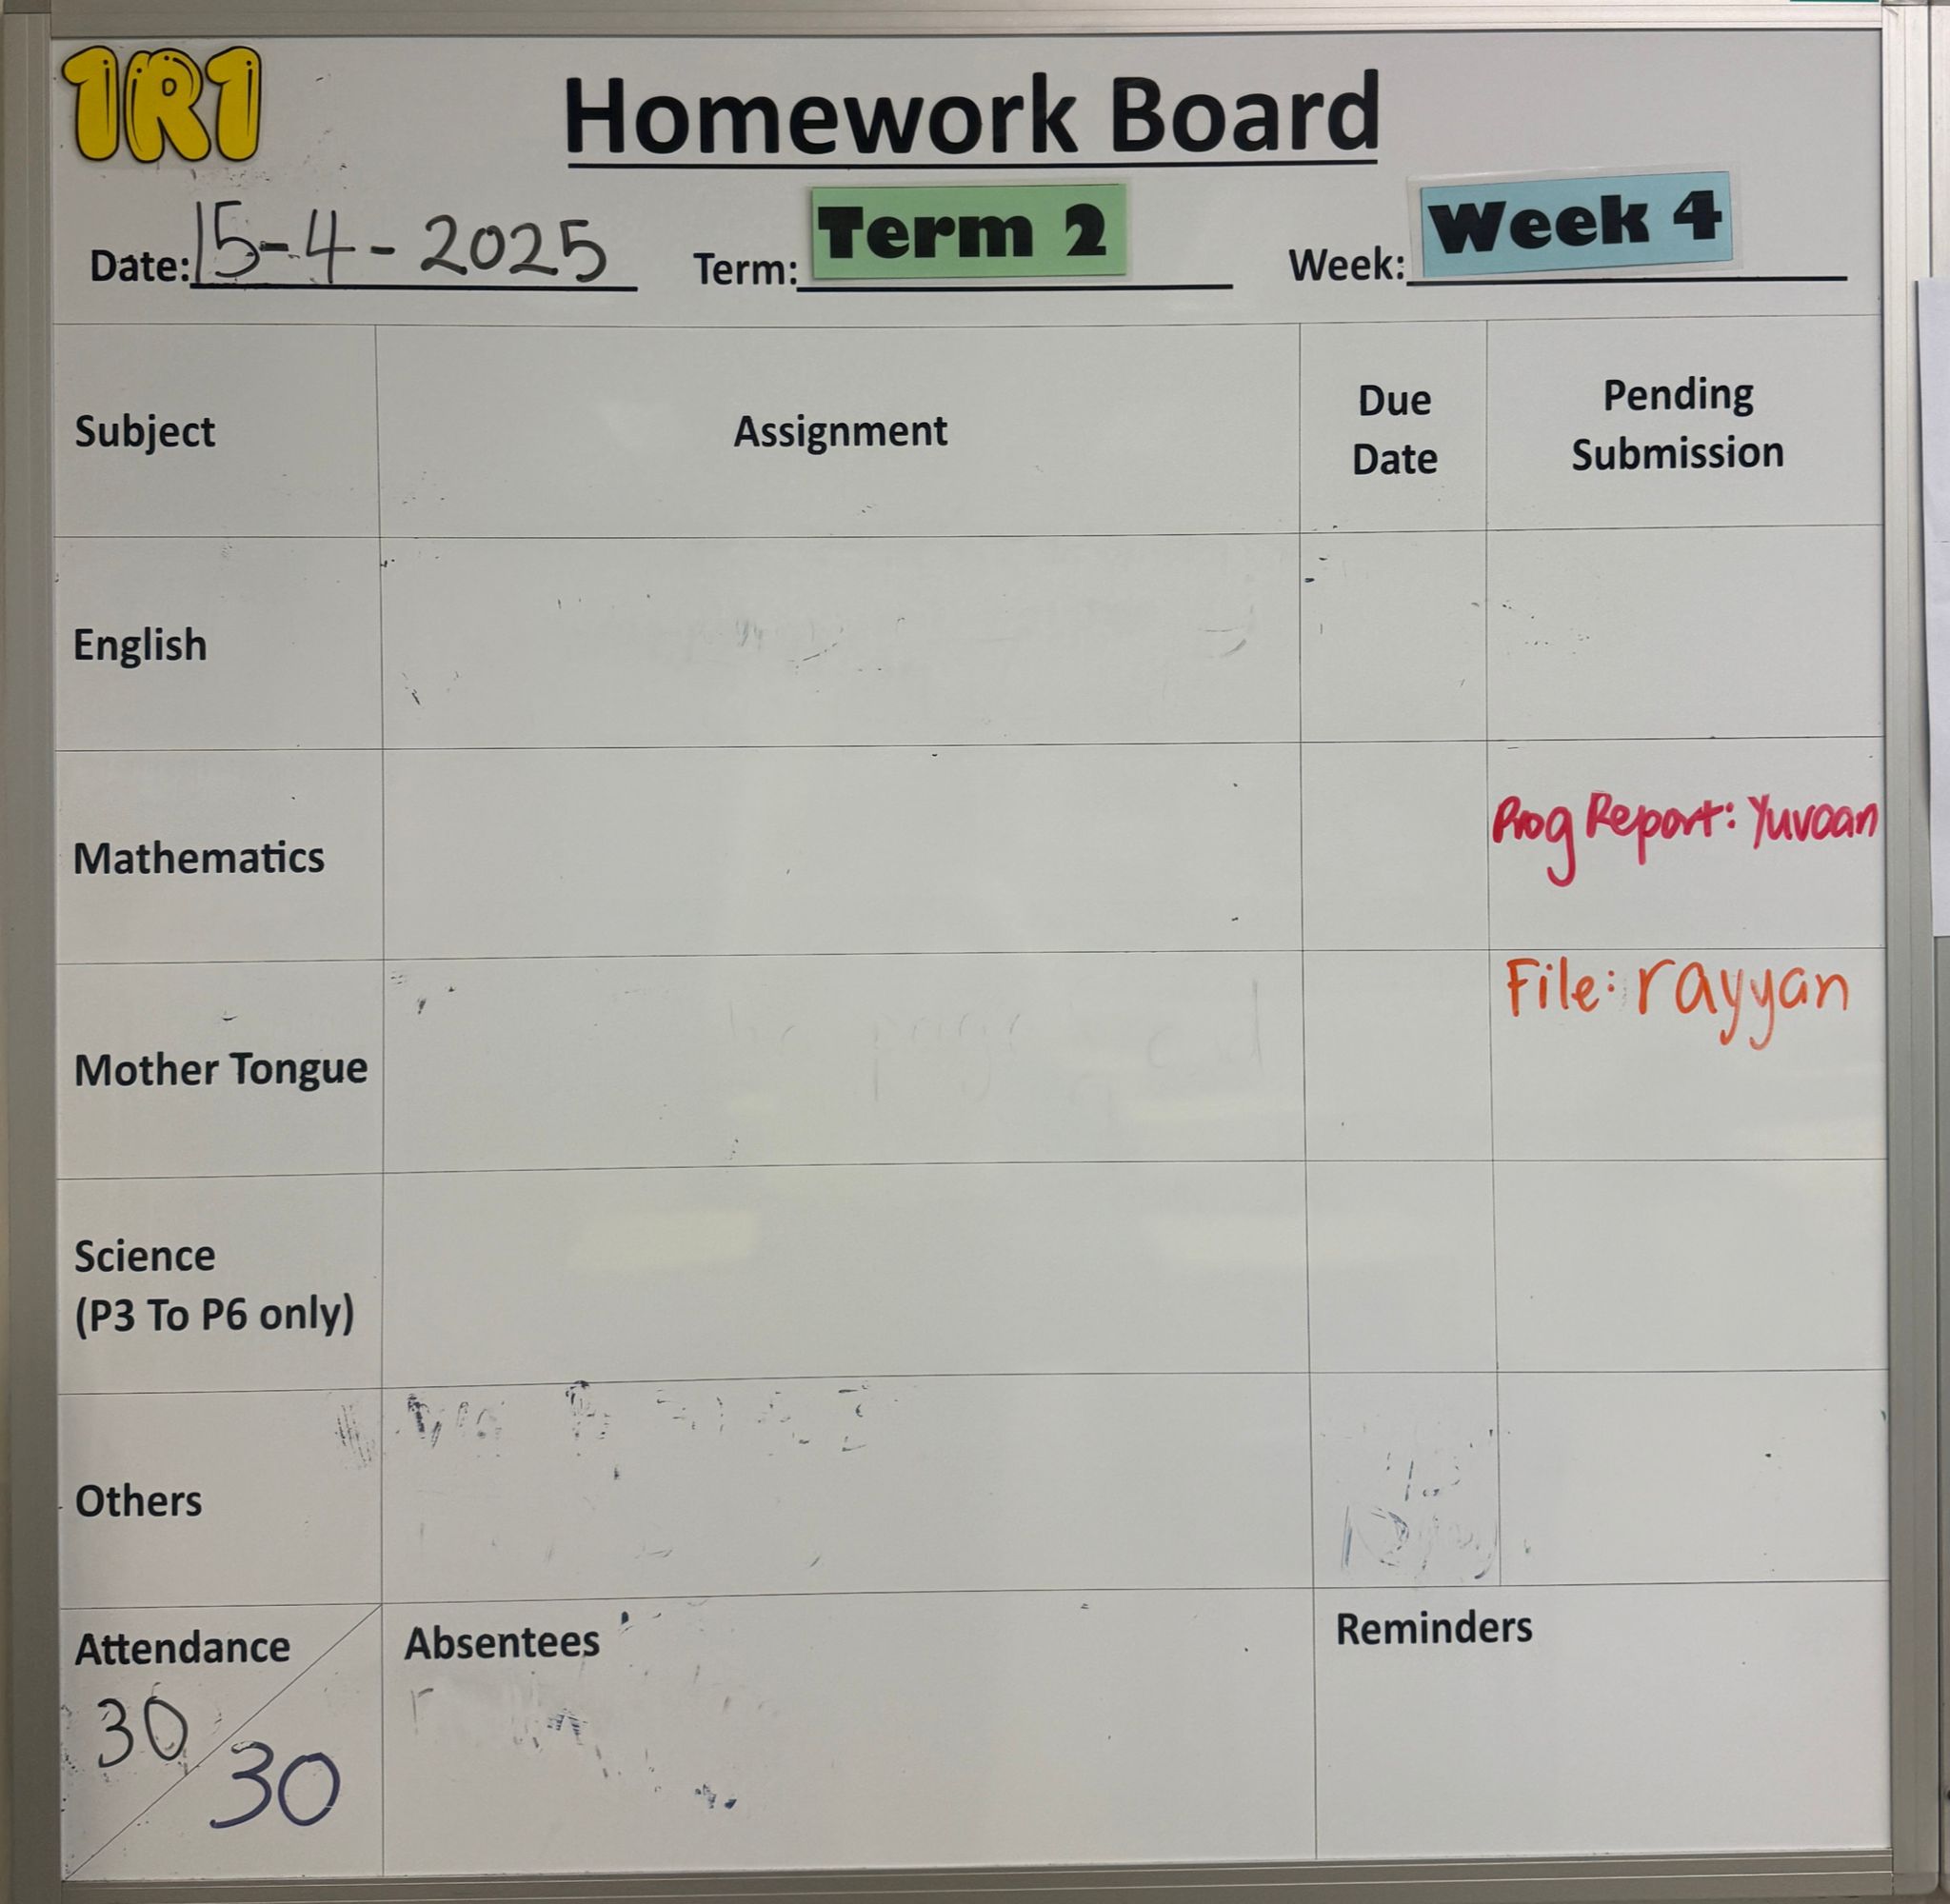 1R1
Homework Board
Date: 15-4-2025 Term: Term 2 Week: Week 4
Subject Assignment Due Date Pending Submission
English
Mathematics Prog Report: Yuvaan
Mother Tongue File: rayyan
Science
(P3 To P6 only)
Others
Attendance Absentees Reminders
30
30